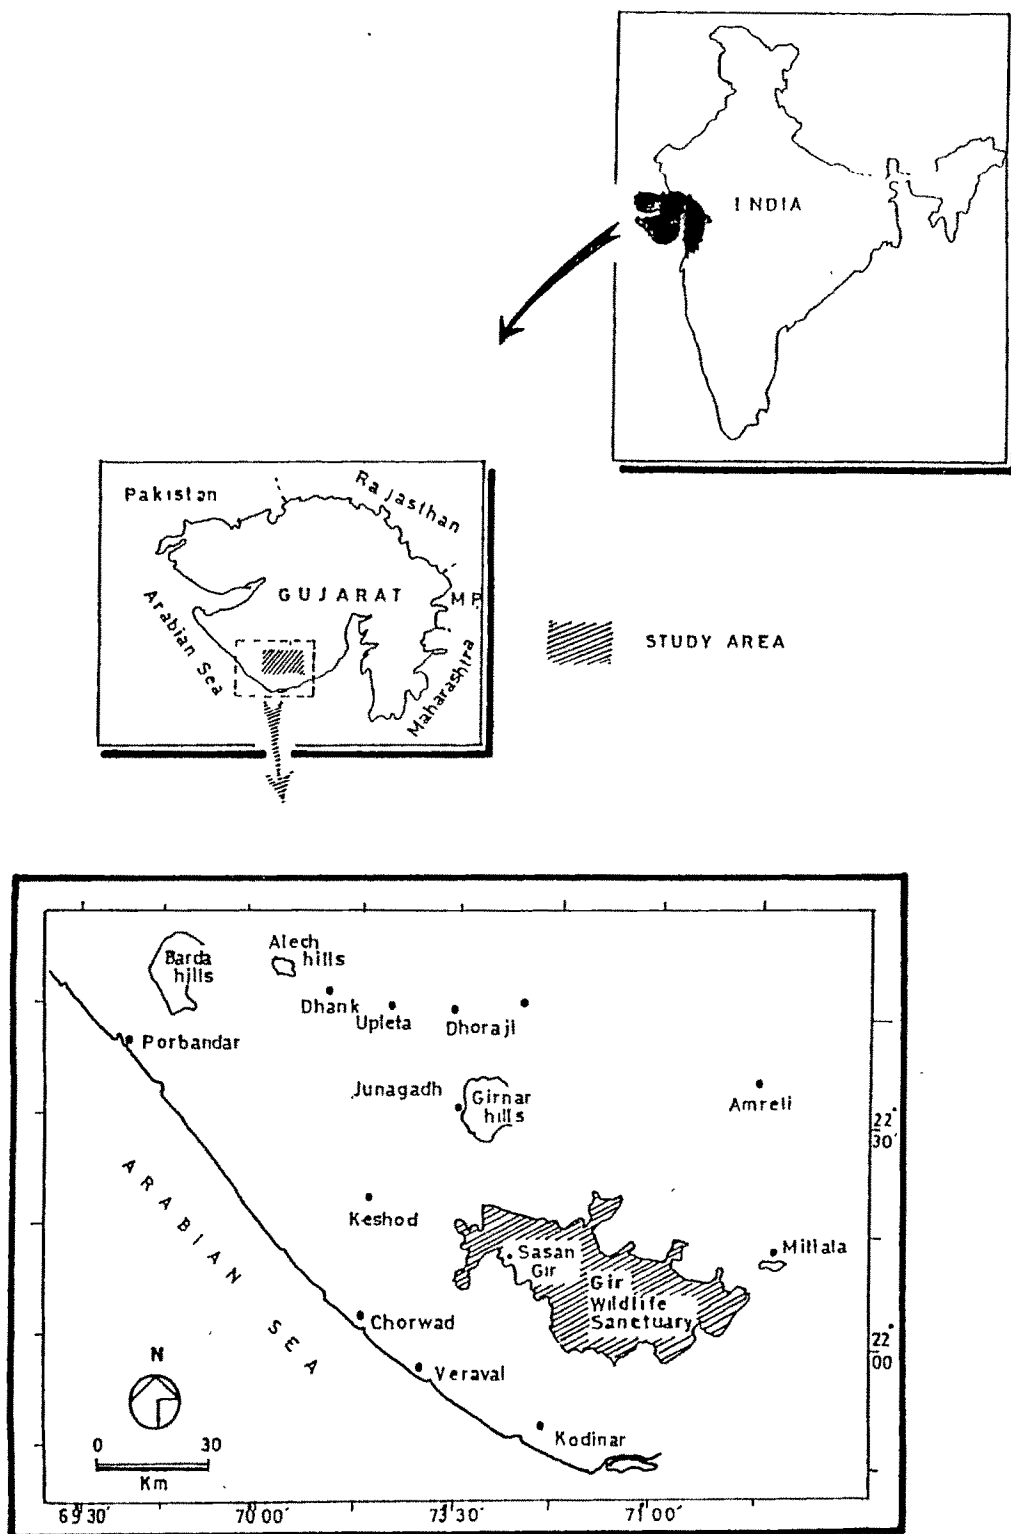 INDIA
Pakistan
Rajasthan
GUJARAT
M P.
Arabian Sea
Maharashtra
STUDY AREA
Barda
hills
Alech
hills
Dhank
Upleta
Dhoraji
Porbandar
Junagadh
Girnar
hills
Amreli
22°
30'
Keshod
Sasan
Gir
Mitiala
Gir
Wildlife
Sanctuary
ARABIAN SEA
Chorwad
22°
00
Veraval
N
Kodinar
0 30
Km
69°30' 70°00' 73°30' 71°00'